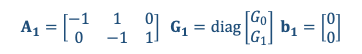 A₁ = [−1 1 0; 0 −1 1] G₁ = diag [G₀; G₁] b₁ = [0; 0]